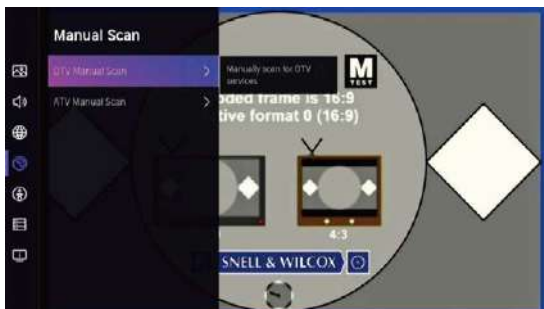 Manual Scan
DTV Manual Scan
Manually scan for DTV
services
ATV Manual Scan
M
TEST
oded frame is 16:9
tive format 0 (16:9)
4:3
SNELL & WILCOX